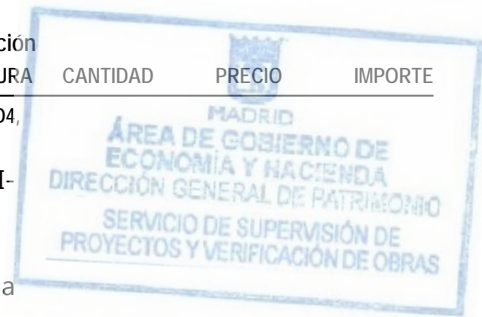 ción
URA CANTIDAD PRECIO IMPORTE
04,
MADRID
ÁREA DE GOBIERNO DE
ECONOMÍA Y HACIENDA
I-
DIRECCIÓN GENERAL DE PATRIMONIO
SERVICIO DE SUPERVISIÓN DE
PROYECTOS Y VERIFICACIÓN DE OBRAS
a